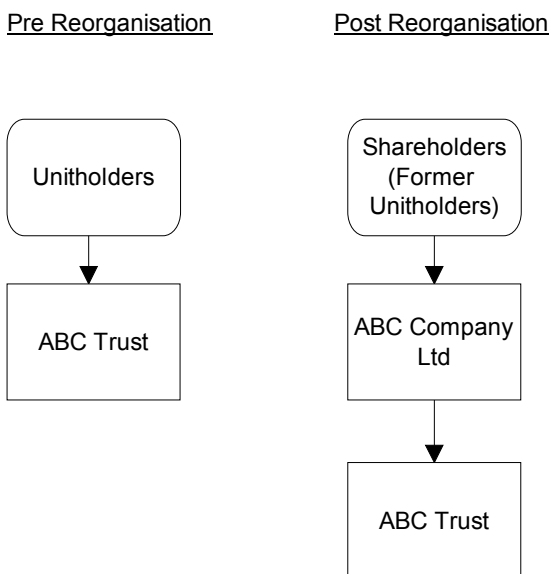 Pre Reorganisation
Unitholders
ABC Trust
Post Reorganisation
Shareholders
(Former
Unitholders)
ABC Company
Ltd
ABC Trust